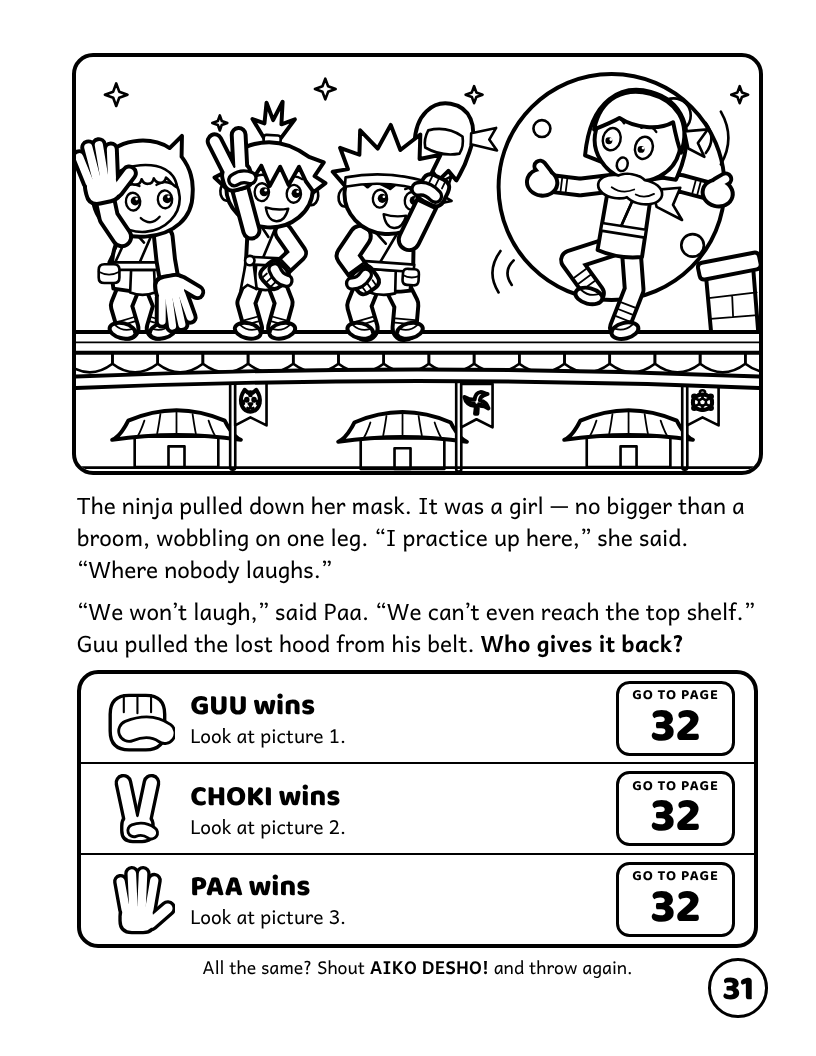 The ninja pulled down her mask. It was a girl — no bigger than a
broom, wobbling on one leg. “I practice up here,” she said.
“Where nobody laughs.”
“We won’t laugh,” said Paa. “We can’t even reach the top shelf.”
Guu pulled the lost hood from his belt. Who gives it back?
GUU wins
Look at picture 1.
GO TO PAGE
32
CHOKI wins
Look at picture 2.
GO TO PAGE
32
PAA wins
Look at picture 3.
GO TO PAGE
32
All the same? Shout AIKO DESHO! and throw again.
31